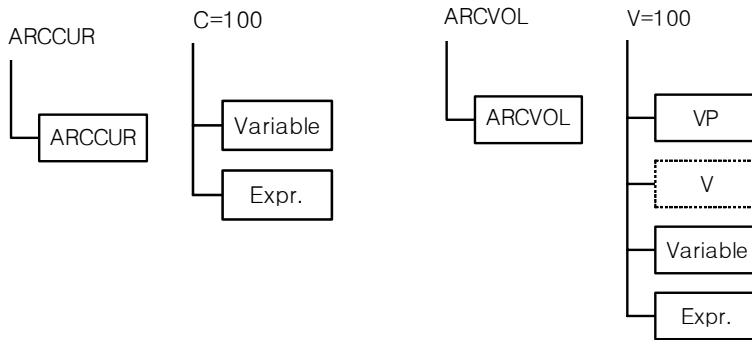 ARCCUR
ARCCUR
C=100
Variable
Expr.
ARCVOL
ARCVOL
V=100
VP
V
Variable
Expr.